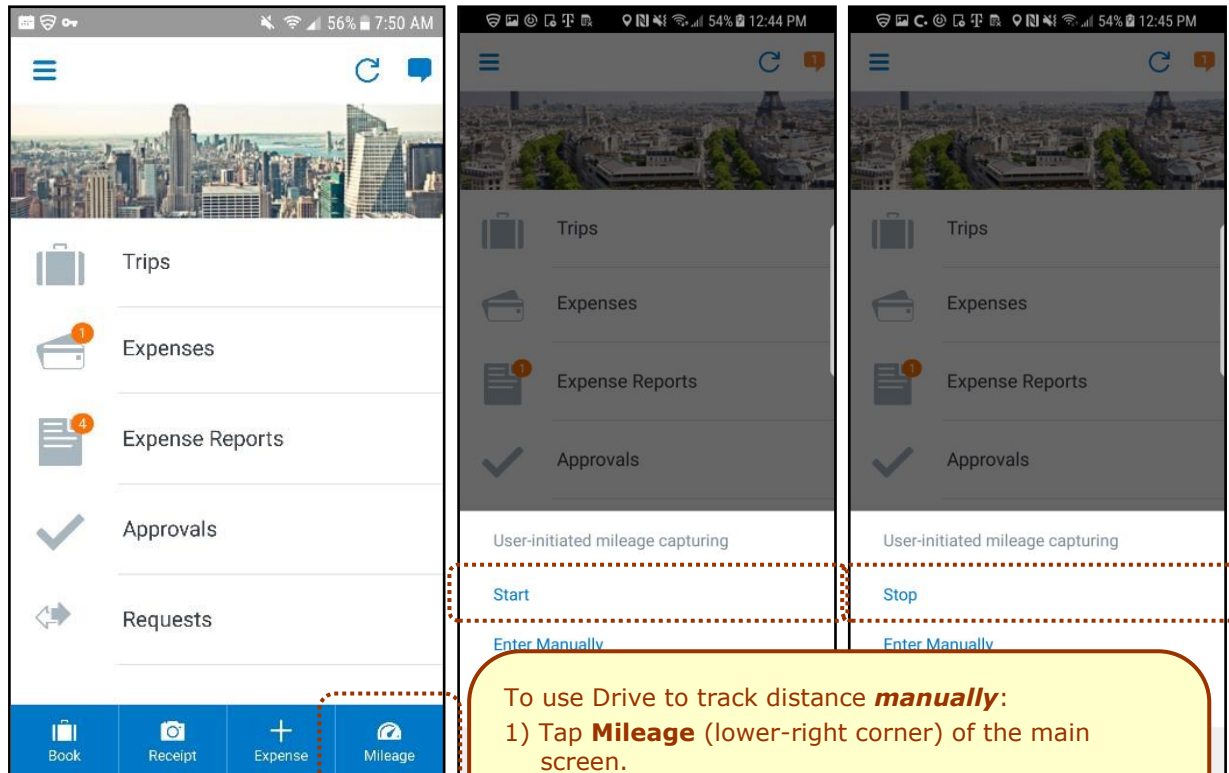 56% 7:50 AM
Trips
1
Expenses
4
Expense Reports
Approvals
Requests
Book
Receipt
Expense
Mileage
54% 12:44 PM
1
Trips
Expenses
1
Expense Reports
Approvals
User-initiated mileage capturing
Start
Enter Manually
54% 12:45 PM
1
Trips
Expenses
1
Expense Reports
Approvals
User-initiated mileage capturing
Stop
Enter Manually
To use Drive to track distance manually:
1) Tap Mileage (lower-right corner) of the main
screen.